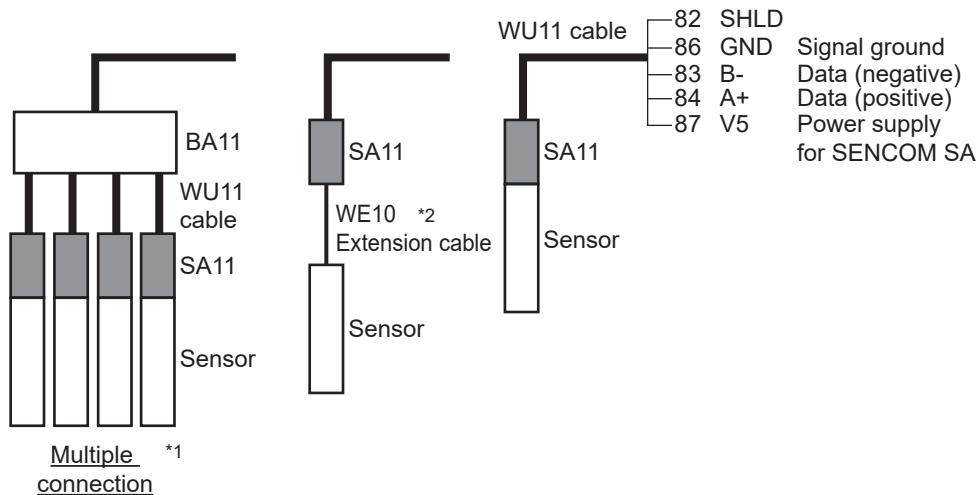 BA11
WU11
cable
SA11
Sensor
Multiple *1
connection
SA11
WE10 *2
Extension cable
Sensor
WU11 cable
SA11
Sensor
82 SHLD
86 GND Signal ground
83 B- Data (negative)
84 A+ Data (positive)
87 V5 Power supply
for SENCOM SA